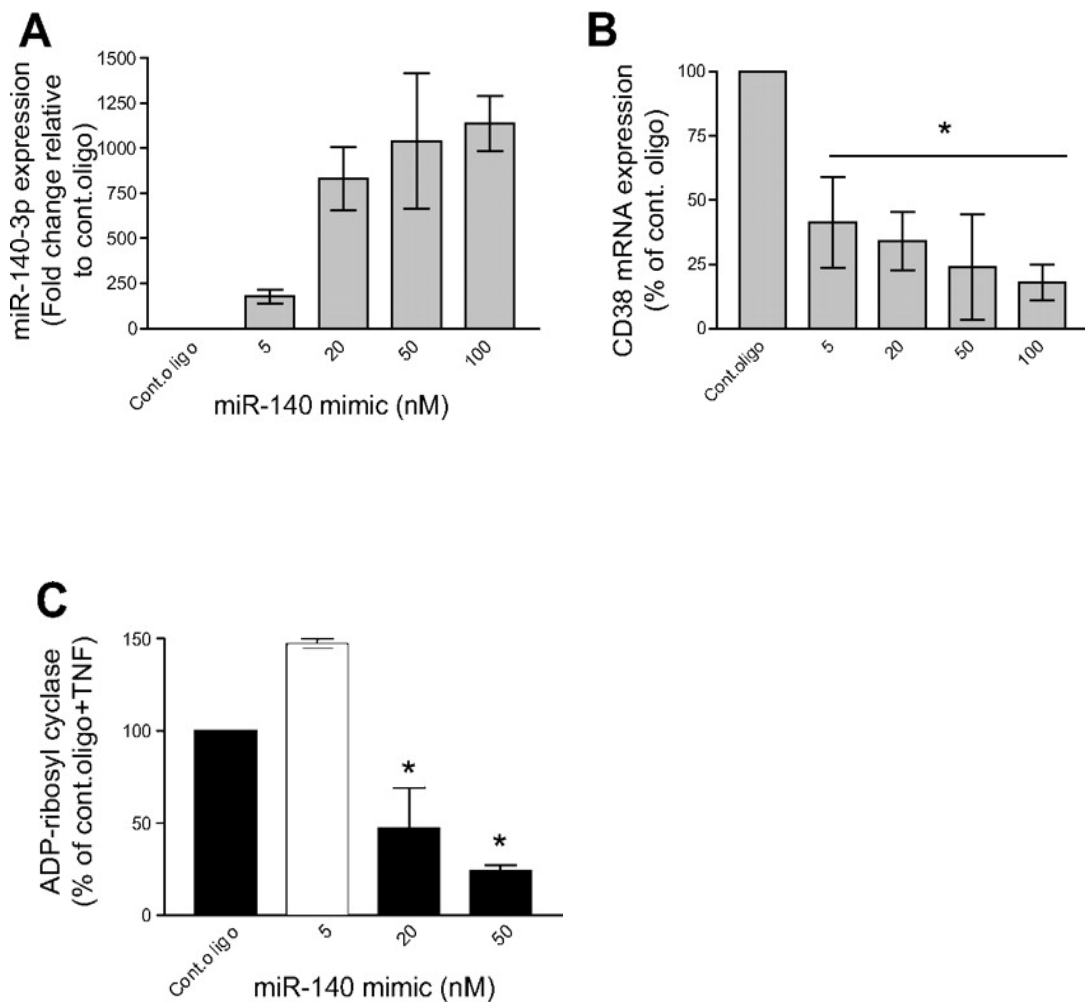 A
miR-140-3p expression
(Fold change relative
to cont.oligo)
1500
1250
1000
750
500
250
0
Cont.o lig o
5
20
50
100
miR-140 mimic (nM)
B
CD38 mRNA expression
(% of cont. oligo)
100
75
50
25
0
*
Cont.oligo
5
20
50
100
C
ADP-ribosyl cyclase
(% of cont.oligo+TNF)
150
100
50
0
*
*
Cont.o lig o
5
20
50
miR-140 mimic (nM)